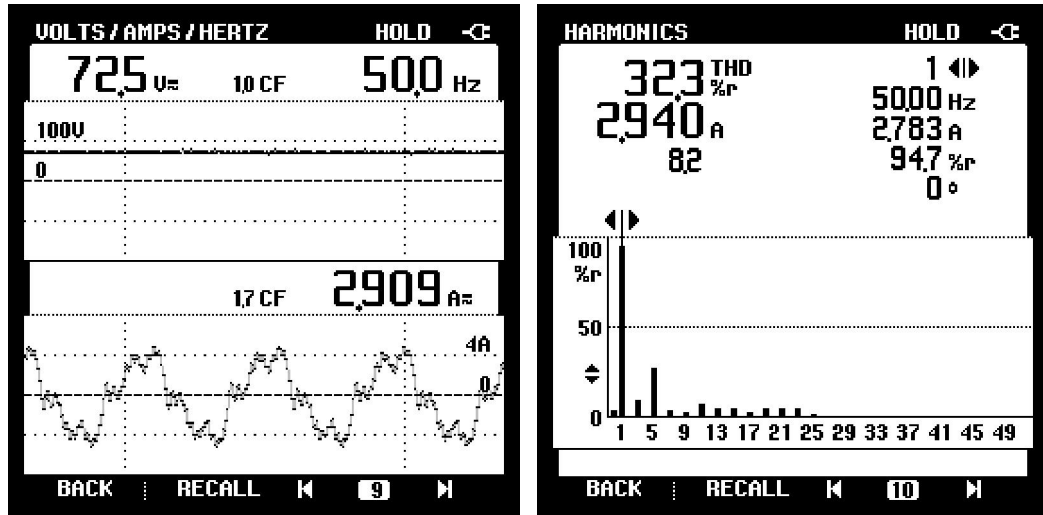 VOLTS / AMPS / HERTZ HOLD
72.5 V≂ 1.0 CF 50.0 Hz
100V
0
1.7 CF 2.909 A≂
4A
0
BACK RECALL 9
HARMONICS HOLD
32.3 THD %r 1
50.00 Hz
2.940 A 2.783 A
8.2 94.7 %r
0 °
100
%r
50
0
1 5 9 13 17 21 25 29 33 37 41 45 49
BACK RECALL 10